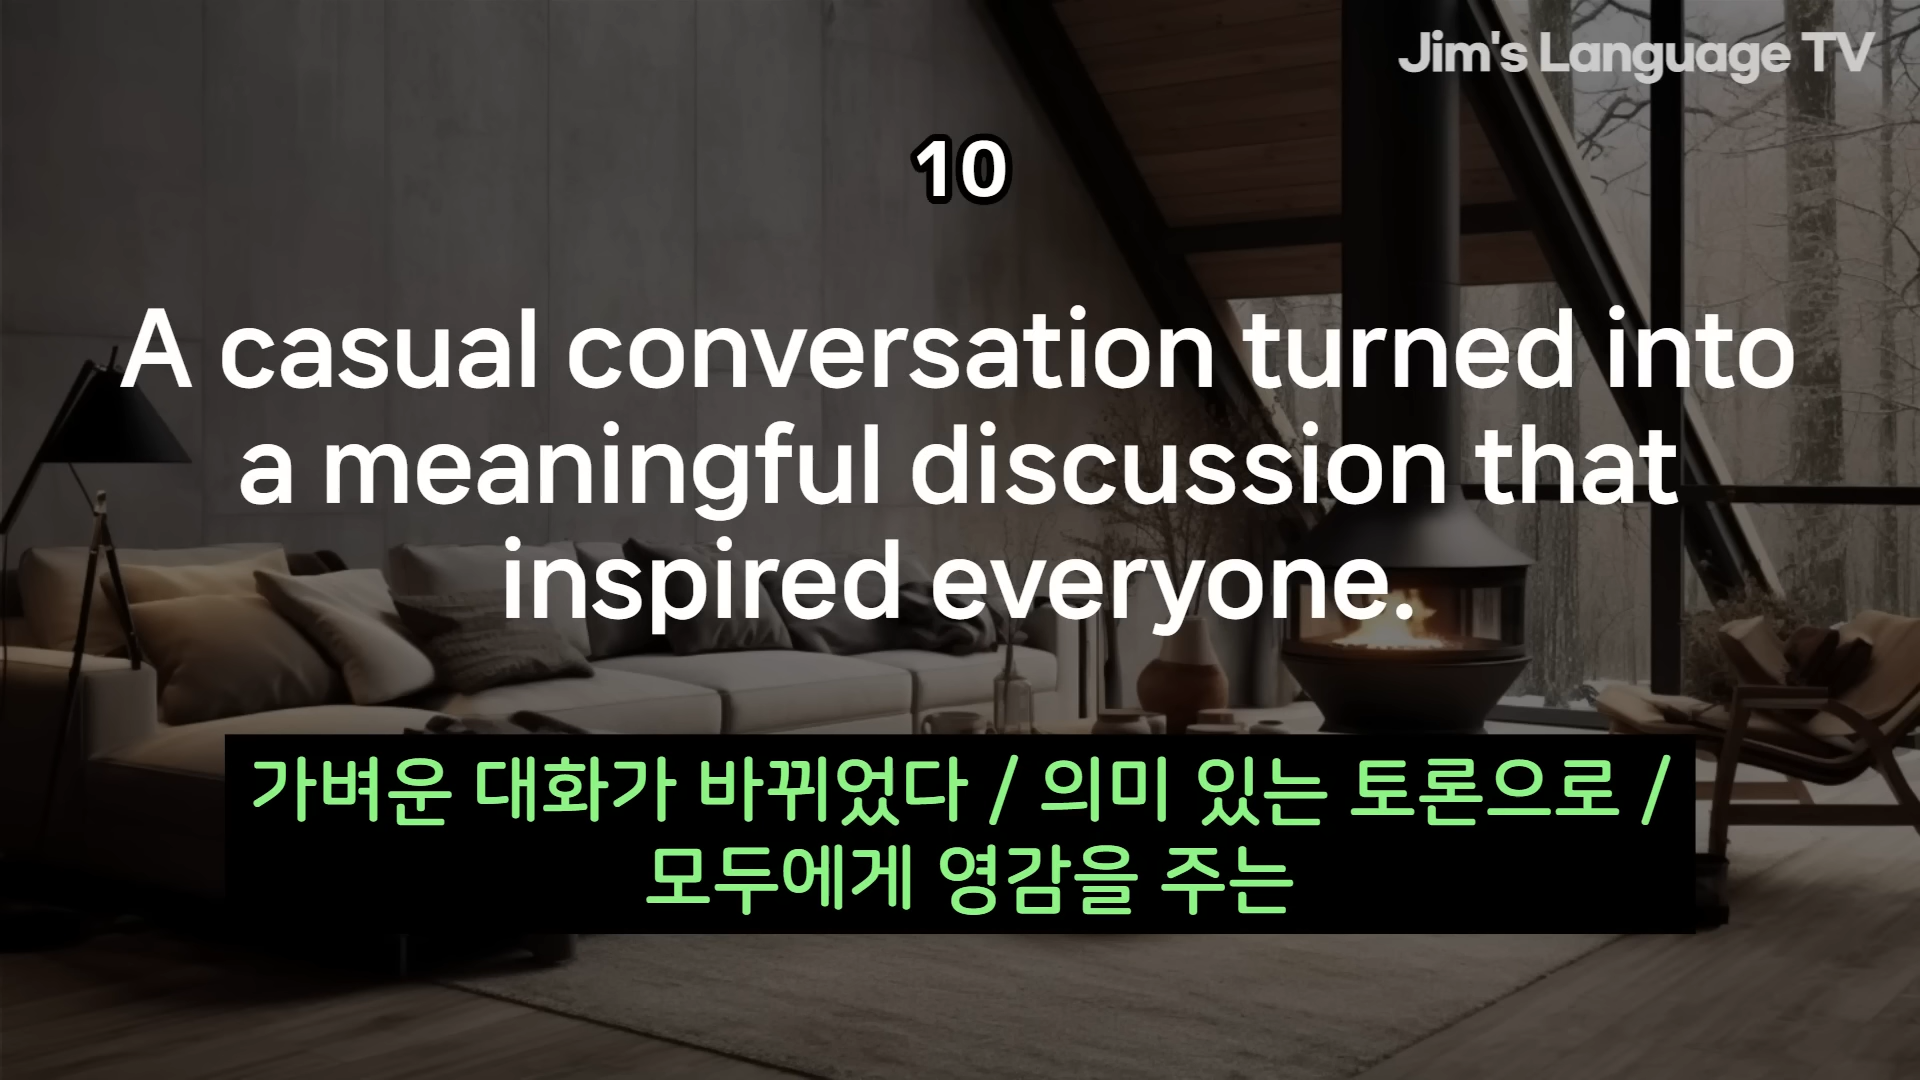 Jim's Language TV
10
A casual conversation turned into
a meaningful discussion that
inspired everyone.
가벼운 대화가 바뀌었다 / 의미 있는 토론으로 /
모두에게 영감을 주는